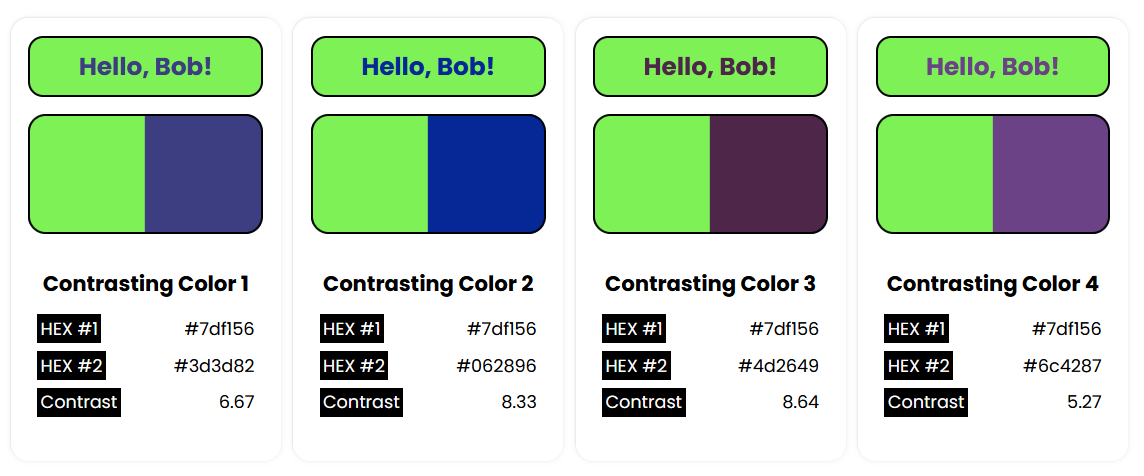 Hello, Bob!
Contrasting Color 1
HEX #1 #7df156
HEX #2 #3d3d82
Contrast 6.67
Hello, Bob!
Contrasting Color 2
HEX #1 #7df156
HEX #2 #062896
Contrast 8.33
Hello, Bob!
Contrasting Color 3
HEX #1 #7df156
HEX #2 #4d2649
Contrast 8.64
Hello, Bob!
Contrasting Color 4
HEX #1 #7df156
HEX #2 #6c4287
Contrast 5.27